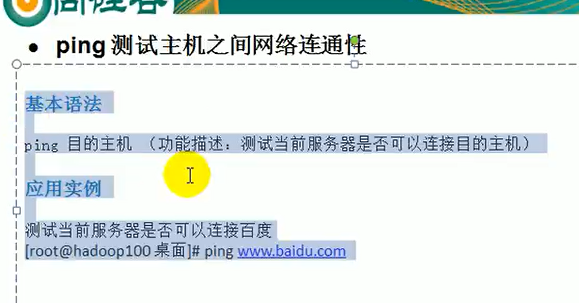 尚硅谷
• ping 测试主机之间网络连通性
基本语法
ping 目的主机 （功能描述：测试当前服务器是否可以连接目的主机）
应用实例
测试当前服务器是否可以连接百度
[root@hadoop100 桌面]# ping www.baidu.com